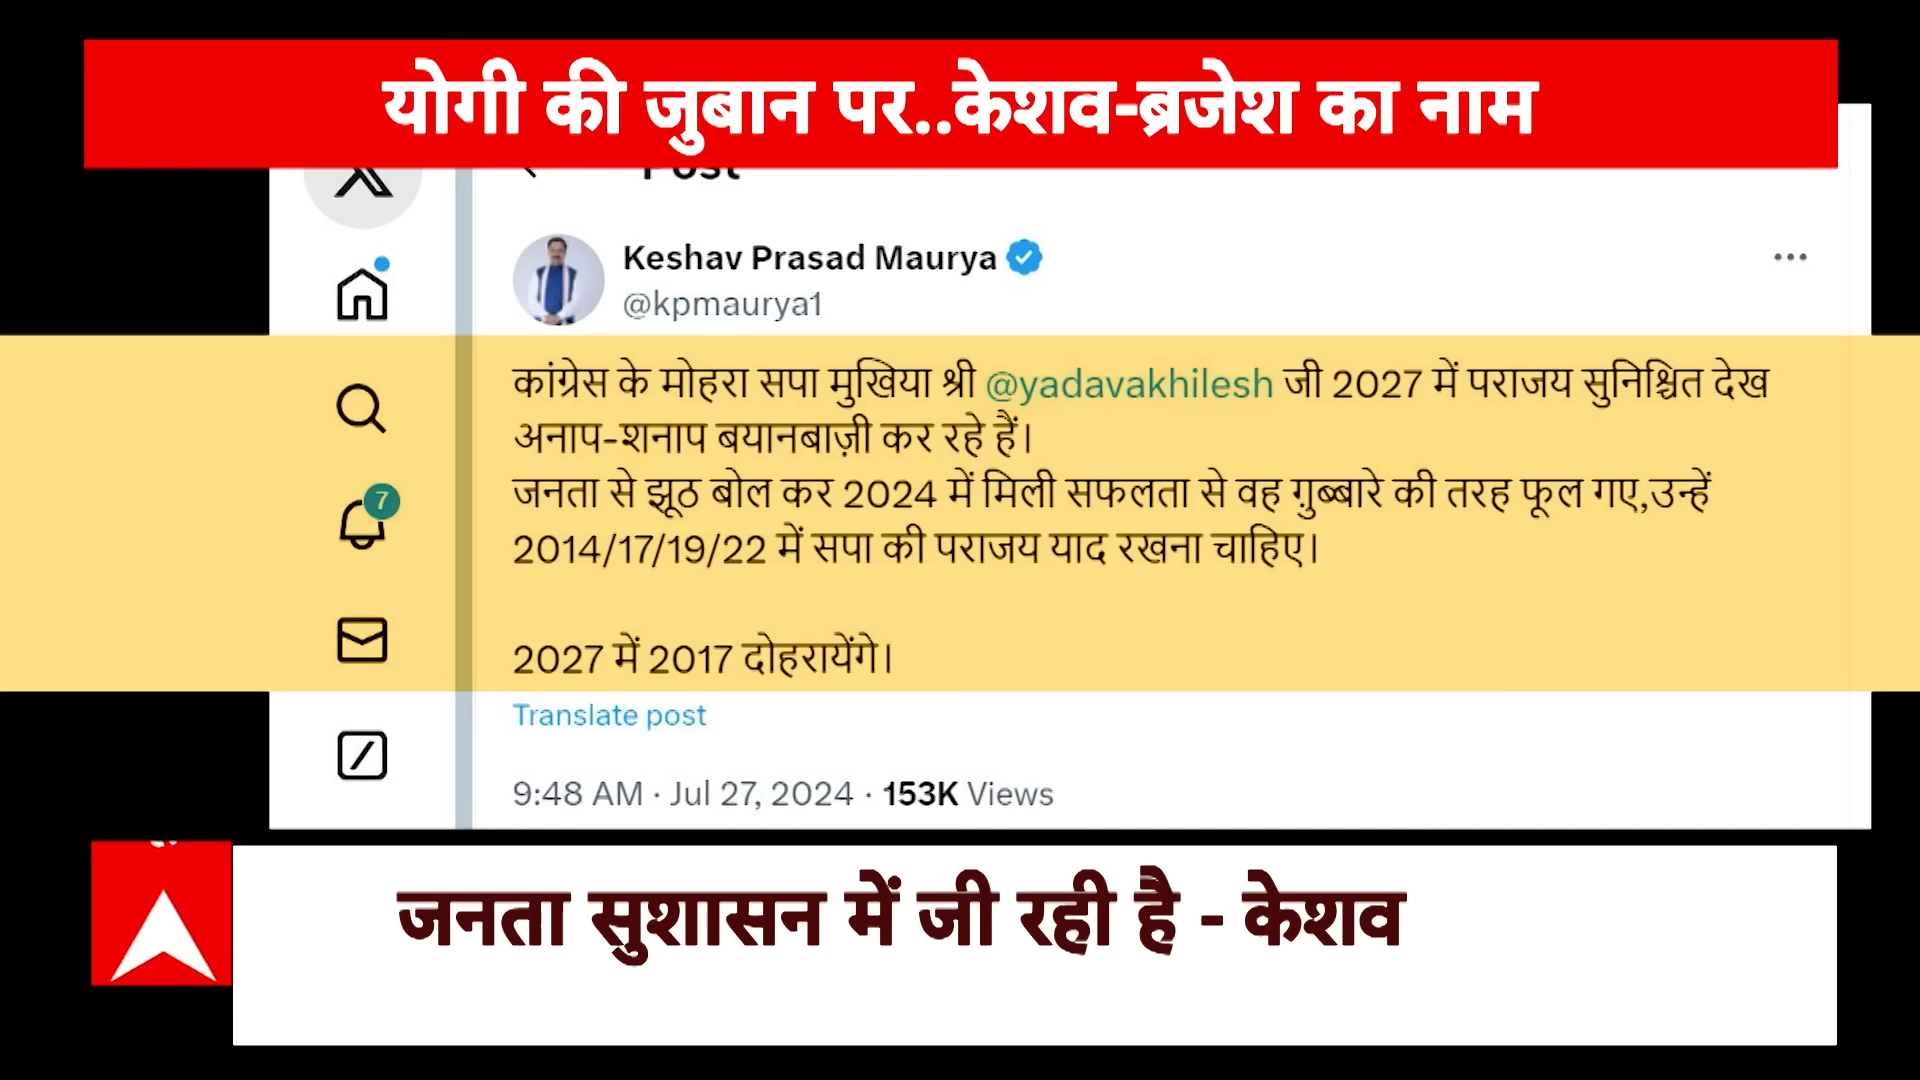 योगी की जुबान पर..केशव-ब्रजेश का नाम
Post
Keshav Prasad Maurya
@kpmaurya1
कांग्रेस के मोहरा सपा मुखिया श्री @yadavakhilesh जी 2027 में पराजय सुनिश्चित देख
अनाप-शनाप बयानबाज़ी कर रहे हैं।
जनता से झूठ बोल कर 2024 में मिली सफलता से वह ग़ुब्बारे की तरह फूल गए,उन्हें
2014/17/19/22 में सपा की पराजय याद रखना चाहिए।
7
2027 में 2017 दोहरायेंगे।
Translate post
9:48 AM · Jul 27, 2024 · 153K Views
जनता सुशासन में जी रही है - केशव